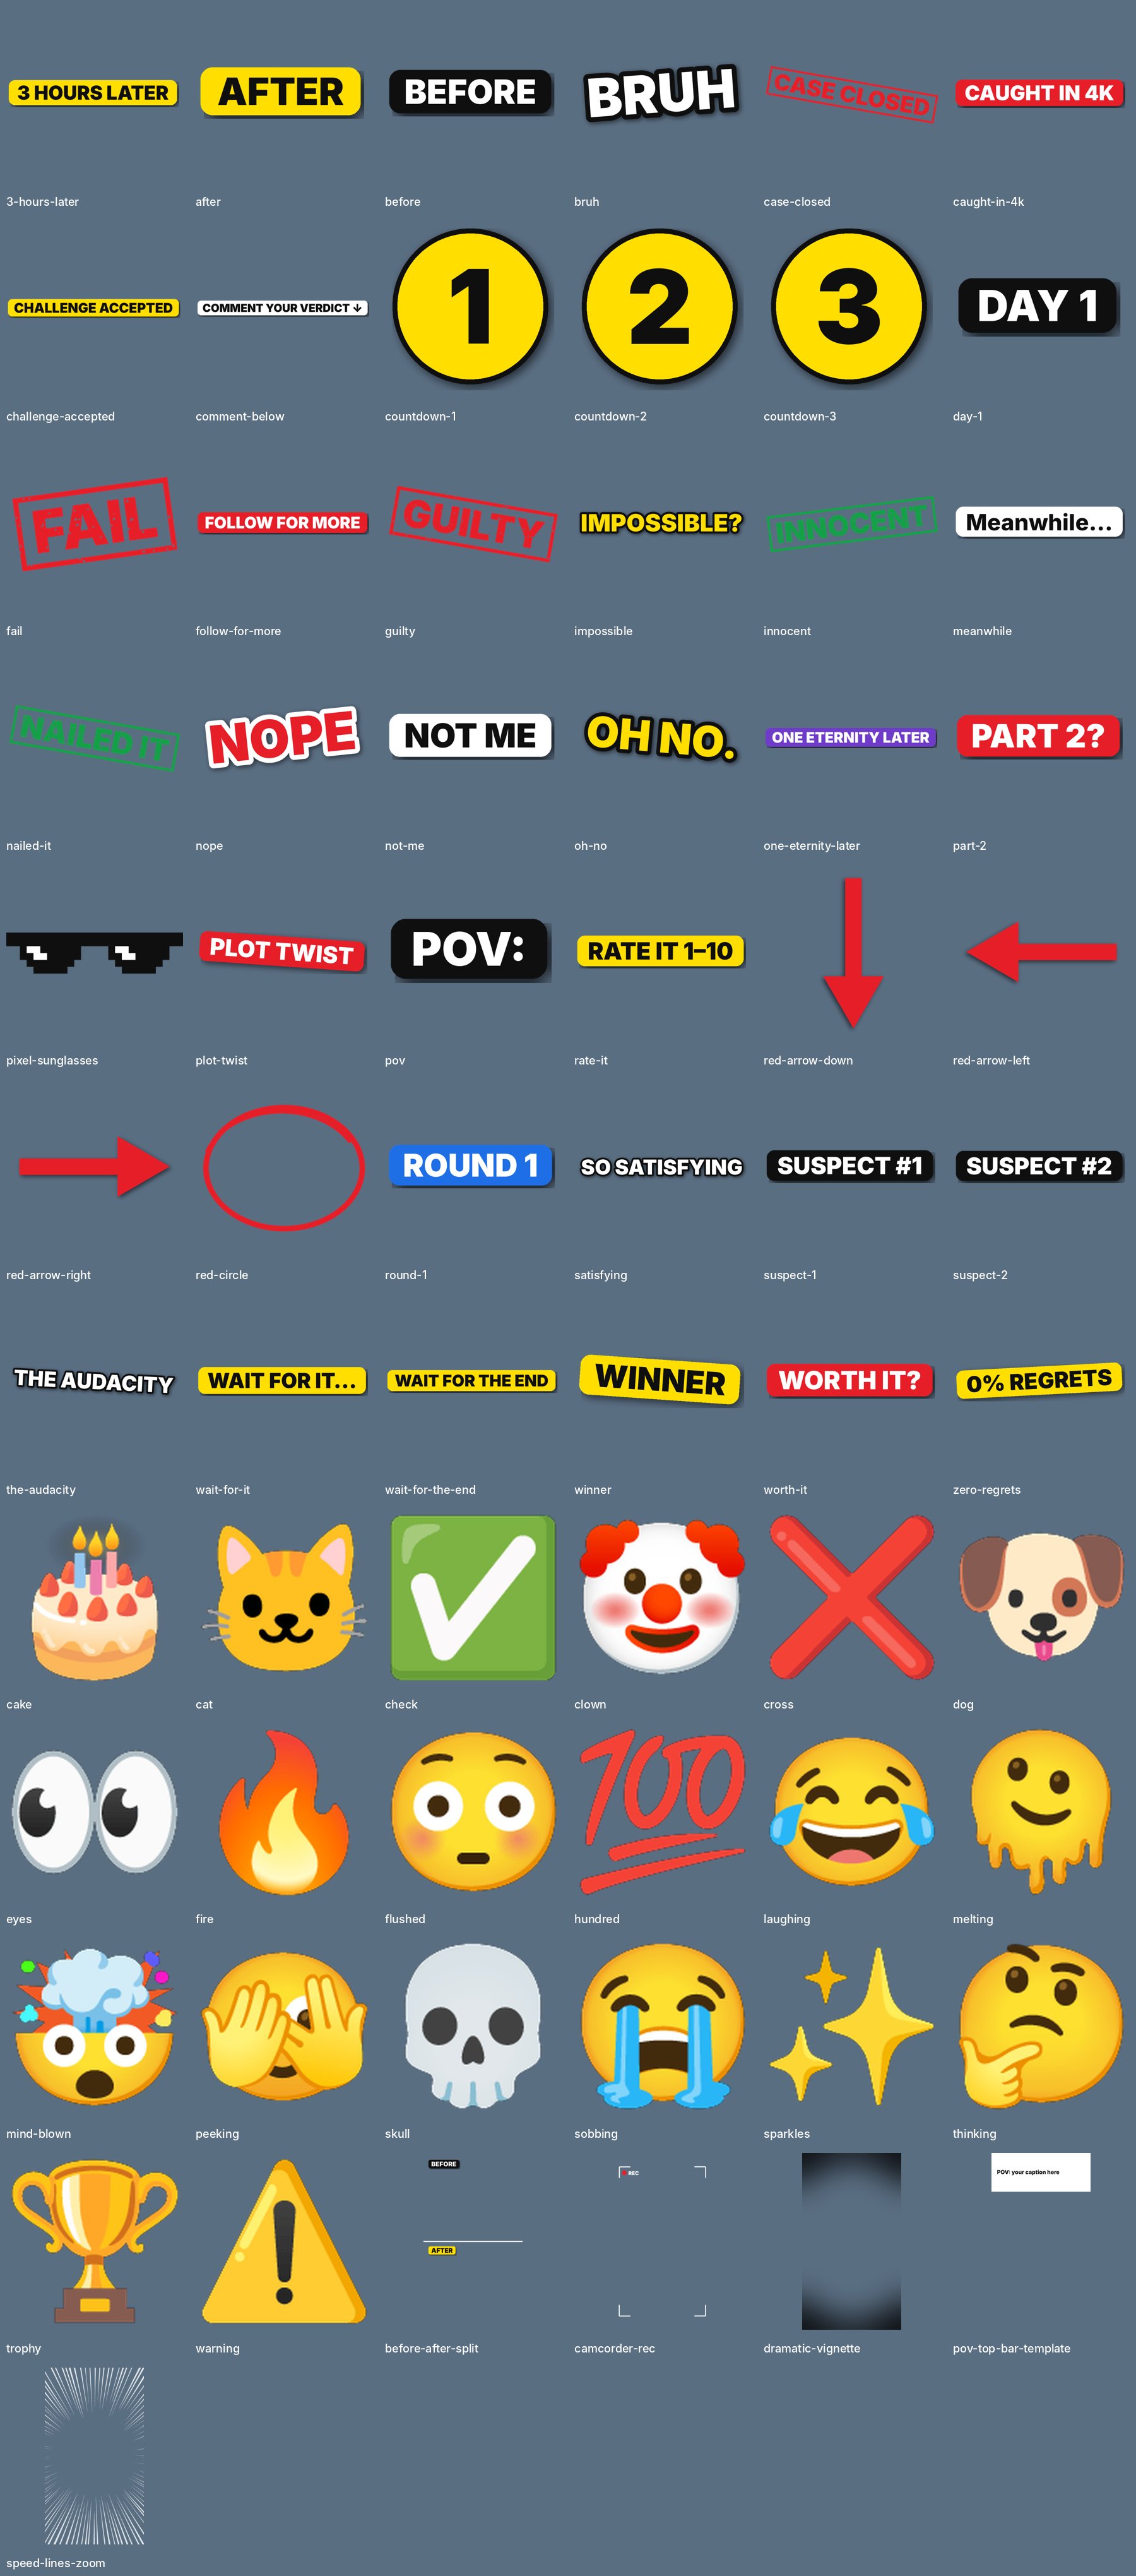 3 HOURS LATER
AFTER
BEFORE
BRUH
CASE CLOSED
CAUGHT IN 4K
3-hours-later
after
before
bruh
case-closed
caught-in-4k
CHALLENGE ACCEPTED
COMMENT YOUR VERDICT ↓
1
2
3
DAY 1
challenge-accepted
comment-below
countdown-1
countdown-2
countdown-3
day-1
FAIL
FOLLOW FOR MORE
GUILTY
IMPOSSIBLE?
INNOCENT
Meanwhile...
fail
follow-for-more
guilty
impossible
innocent
meanwhile
NAILED IT
NOPE
NOT ME
OH NO.
ONE ETERNITY LATER
PART 2?
nailed-it
nope
not-me
oh-no
one-eternity-later
part-2
PLOT TWIST
POV:
RATE IT 1–10
pixel-sunglasses
plot-twist
pov
rate-it
red-arrow-down
red-arrow-left
ROUND 1
SO SATISFYING
SUSPECT #1
SUSPECT #2
red-arrow-right
red-circle
round-1
satisfying
suspect-1
suspect-2
THE AUDACITY
WAIT FOR IT...
WAIT FOR THE END
WINNER
WORTH IT?
0% REGRETS
the-audacity
wait-for-it
wait-for-the-end
winner
worth-it
zero-regrets
cake
cat
check
clown
cross
dog
100
eyes
fire
flushed
hundred
laughing
melting
mind-blown
peeking
skull
sobbing
sparkles
thinking
BEFORE
REC
POV: your caption here
AFTER
trophy
warning
before-after-split
camcorder-rec
dramatic-vignette
pov-top-bar-template
speed-lines-zoom